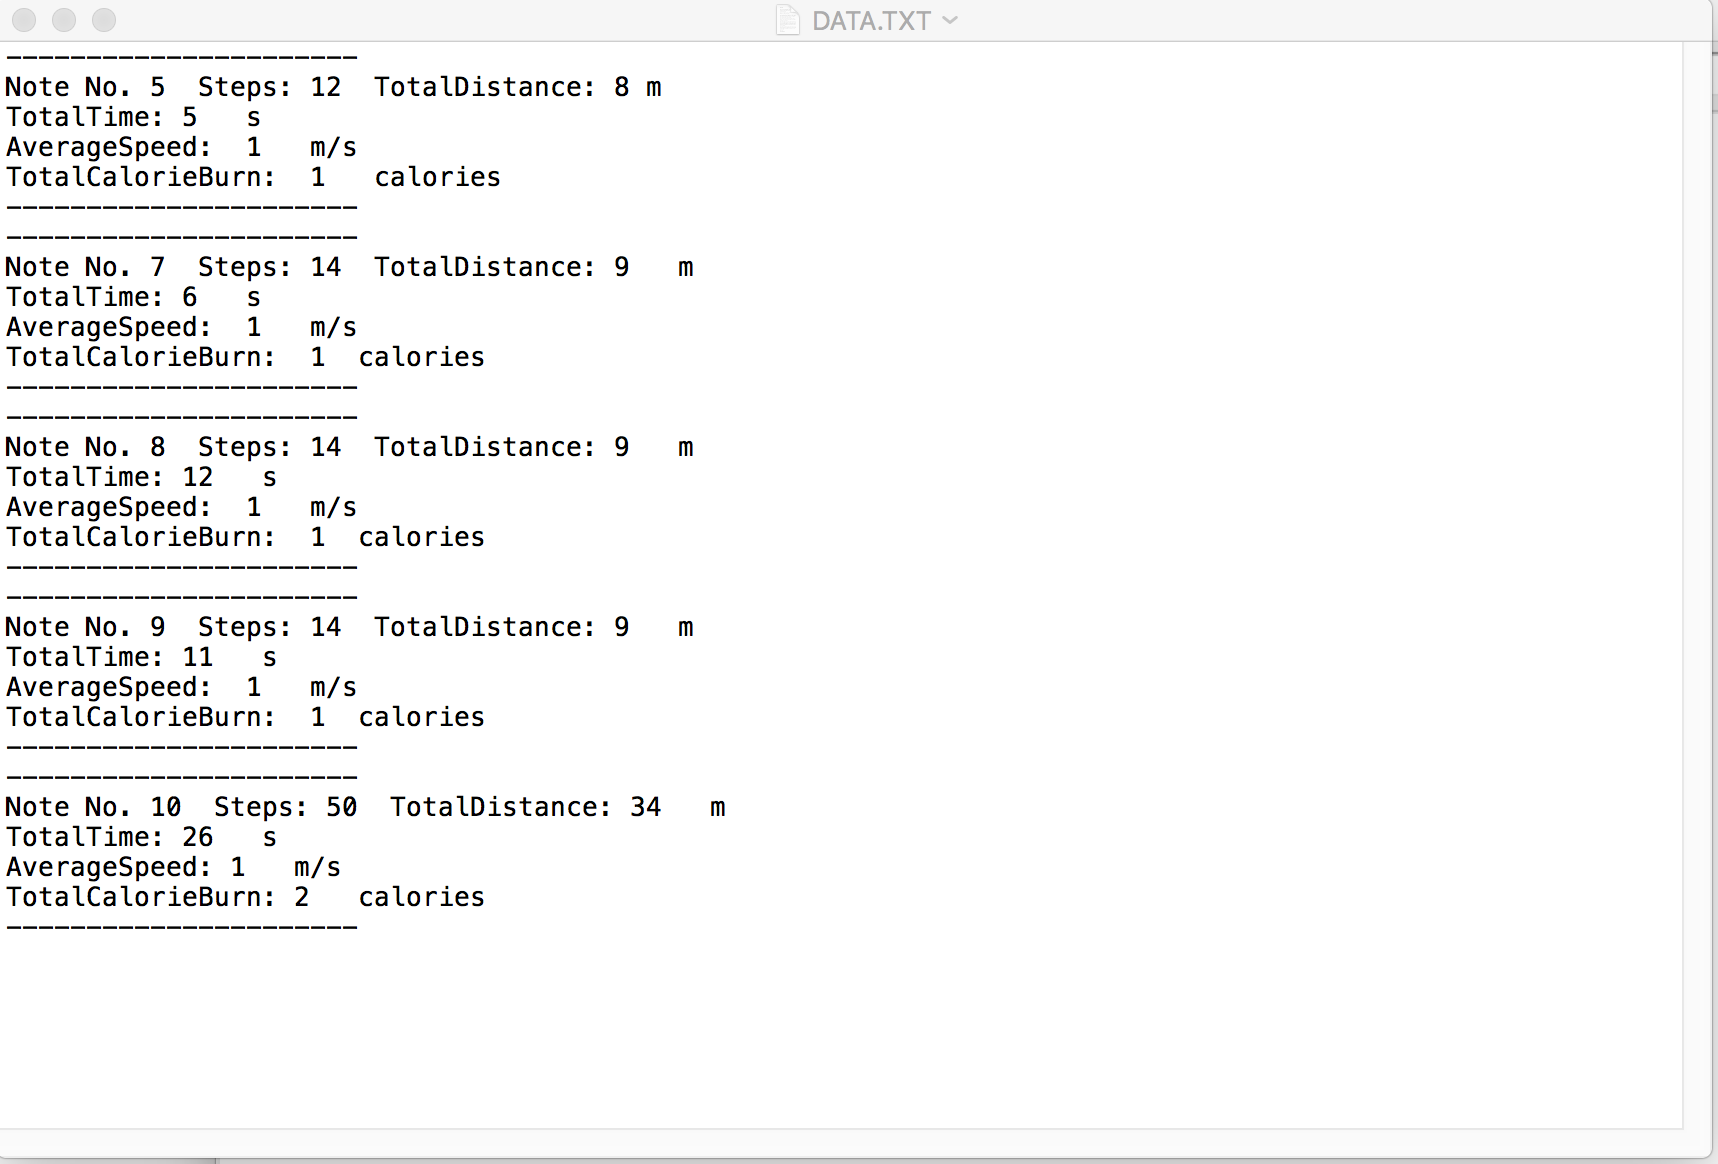 DATA.TXT
----------------------
Note No. 5  Steps: 12  TotalDistance: 8 m
TotalTime: 5   s
AverageSpeed:  1   m/s
TotalCalorieBurn:  1   calories
----------------------
----------------------
Note No. 7  Steps: 14  TotalDistance: 9   m
TotalTime: 6   s
AverageSpeed:  1   m/s
TotalCalorieBurn:  1  calories
----------------------
----------------------
Note No. 8  Steps: 14  TotalDistance: 9   m
TotalTime: 12   s
AverageSpeed:  1   m/s
TotalCalorieBurn:  1  calories
----------------------
----------------------
Note No. 9  Steps: 14  TotalDistance: 9   m
TotalTime: 11   s
AverageSpeed:  1   m/s
TotalCalorieBurn:  1  calories
----------------------
----------------------
Note No. 10  Steps: 50  TotalDistance: 34   m
TotalTime: 26   s
AverageSpeed: 1   m/s
TotalCalorieBurn: 2   calories
----------------------